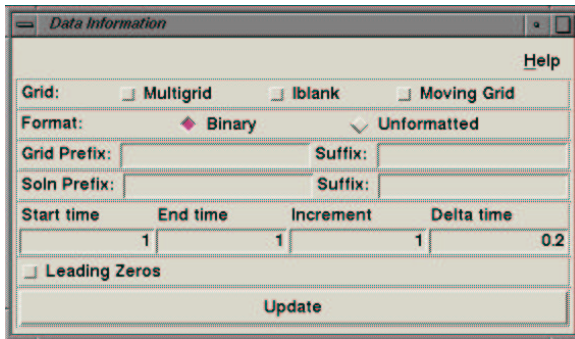 Data Information
Help
Grid: Multigrid Iblank Moving Grid
Format: Binary Unformatted
Grid Prefix: Suffix:
Soln Prefix: Suffix:
Start time End time Increment Delta time
1 1 1 0.2
Leading Zeros
Update